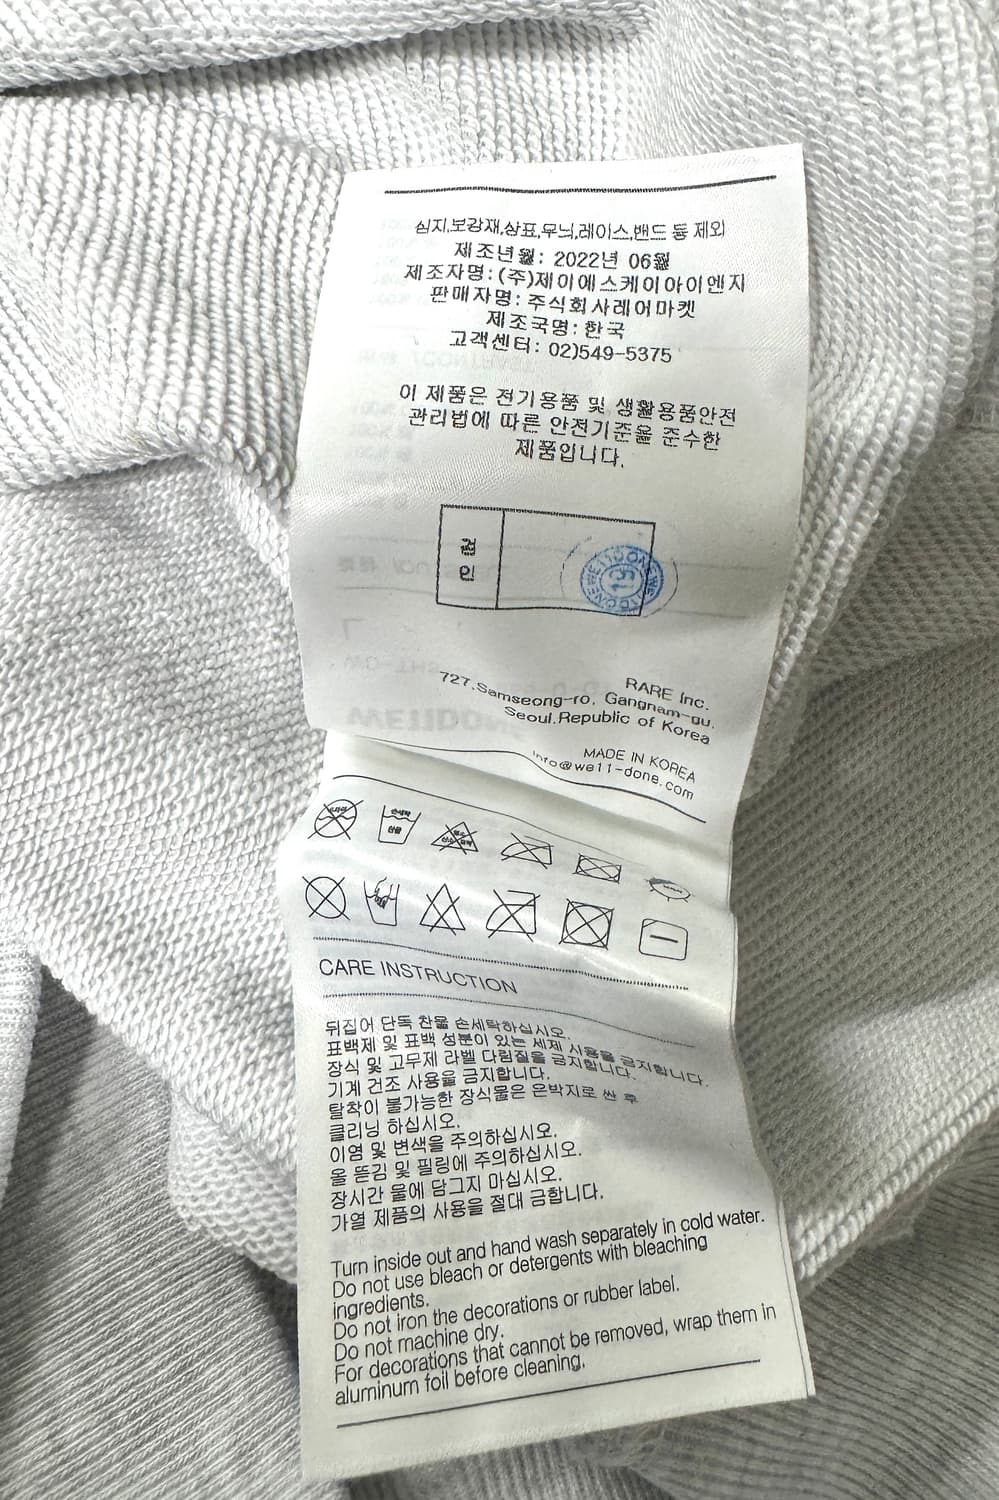 심지,보강재,상표,무늬,레이스,밴드 등 제외
제조년월: 2022년 06월
제조자명: (주)제이에스케이아이엔지
판매자명: 주식회사레어마켓
제조국명: 한국
고객센터: 02)549-5375
이 제품은 전기용품 및 생활용품안전
관리법에 따른 안전기준을 준수한
제품입니다.
검
인
WE11DONE
19
RARE Inc.
727,Samseong-ro, Gangnam-gu,
Seoul,Republic of Korea
MADE IN KOREA
info@we11-done.com
손세탁
CARE INSTRUCTION
뒤집어 단독 찬물 손세탁하십시오.
표백제 및 표백 성분이 있는 세제 사용을 금지합니다.
장식 및 고무제 라벨 다림질을 금지합니다.
기계 건조 사용을 금지합니다.
탈착이 불가능한 장식물은 은박지로 싼 후
클리닝 하십시오.
이염 및 변색을 주의하십시오.
올 뜯김 및 필링에 주의하십시오.
장시간 물에 담그지 마십시오.
가열 제품의 사용을 절대 금합니다.
Turn inside out and hand wash separately in cold water.
Do not use bleach or detergents with bleaching
ingredients.
Do not iron the decorations or rubber label.
Do not machine dry.
For decorations that cannot be removed, wrap them in
aluminum foil before cleaning.